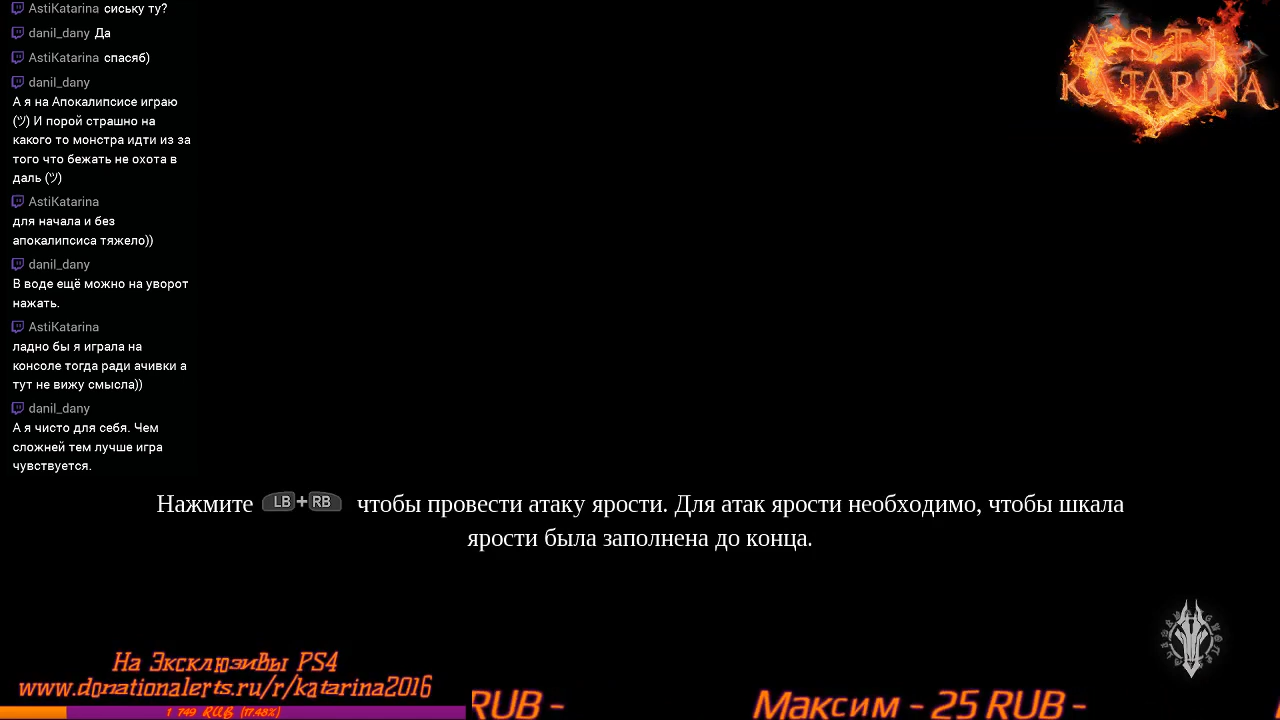 AstiKatarina сиську ту?
danil_dany Да
AstiKatarina спасяб)
danil_dany
А я на Апокалипсисе играю
(ツ) И порой страшно на
какого то монстра идти из за
того что бежать не охота в
даль (ツ)
AstiKatarina
для начала и без
апокалипсиса тяжело))
danil_dany
В воде ещё можно на уворот
нажать.
AstiKatarina
ладно бы я играла на
консоле тогда ради ачивки а
тут не вижу смысла))
danil_dany
А я чисто для себя. Чем
сложней тем лучше игра
чувствуется.
ASTI
KATARINA
Нажмите LB+RB чтобы провести атаку ярости. Для атак ярости необходимо, чтобы шкала
ярости была заполнена до конца.
На Эксклюзивы PS4
www.donationalerts.ru/r/katarina2016
1 749 RUB (17.48%)
RUB - Максим - 25 RUB -